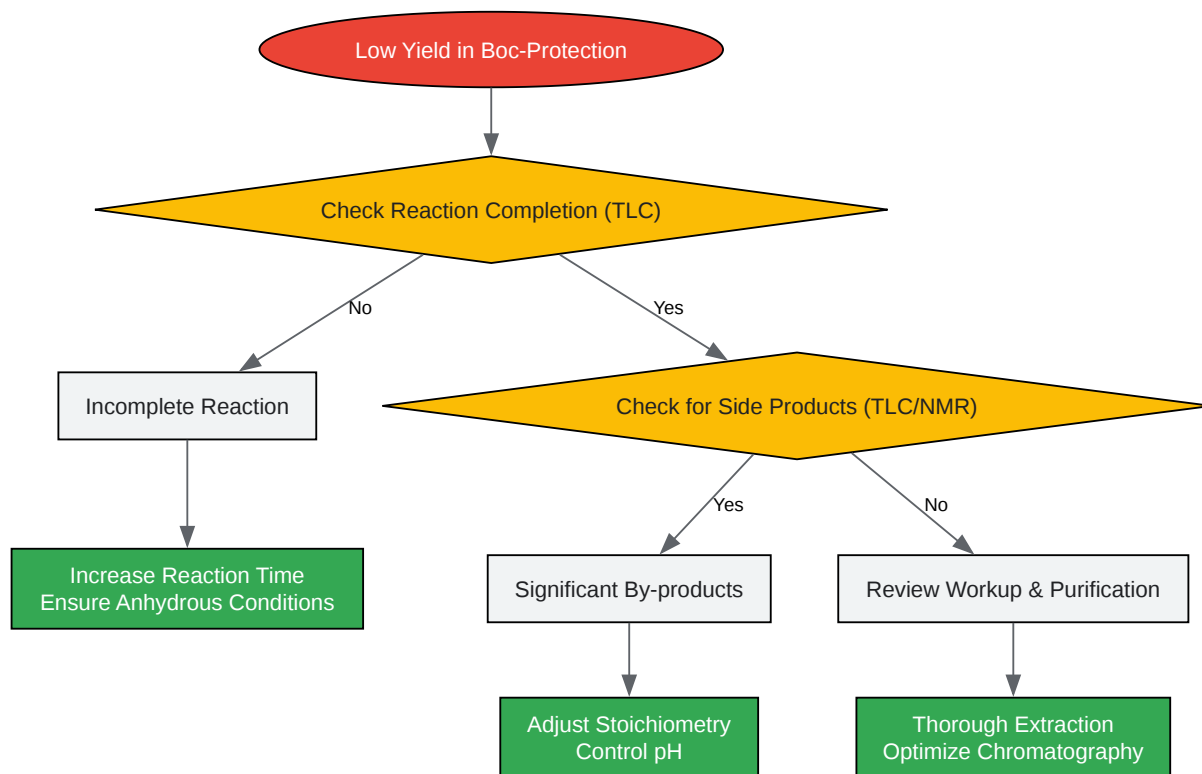 Low Yield in Boc-Protection
Check Reaction Completion (TLC)
No
Yes
Incomplete Reaction
Check for Side Products (TLC/NMR)
Yes
No
Increase Reaction Time
Ensure Anhydrous Conditions
Significant By-products
Review Workup & Purification
Adjust Stoichiometry
Control pH
Thorough Extraction
Optimize Chromatography